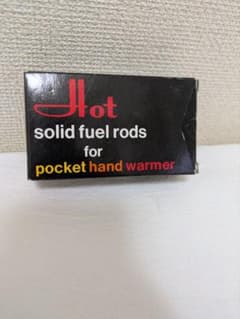 Hot
solid fuel rods
for
pocket hand warmer